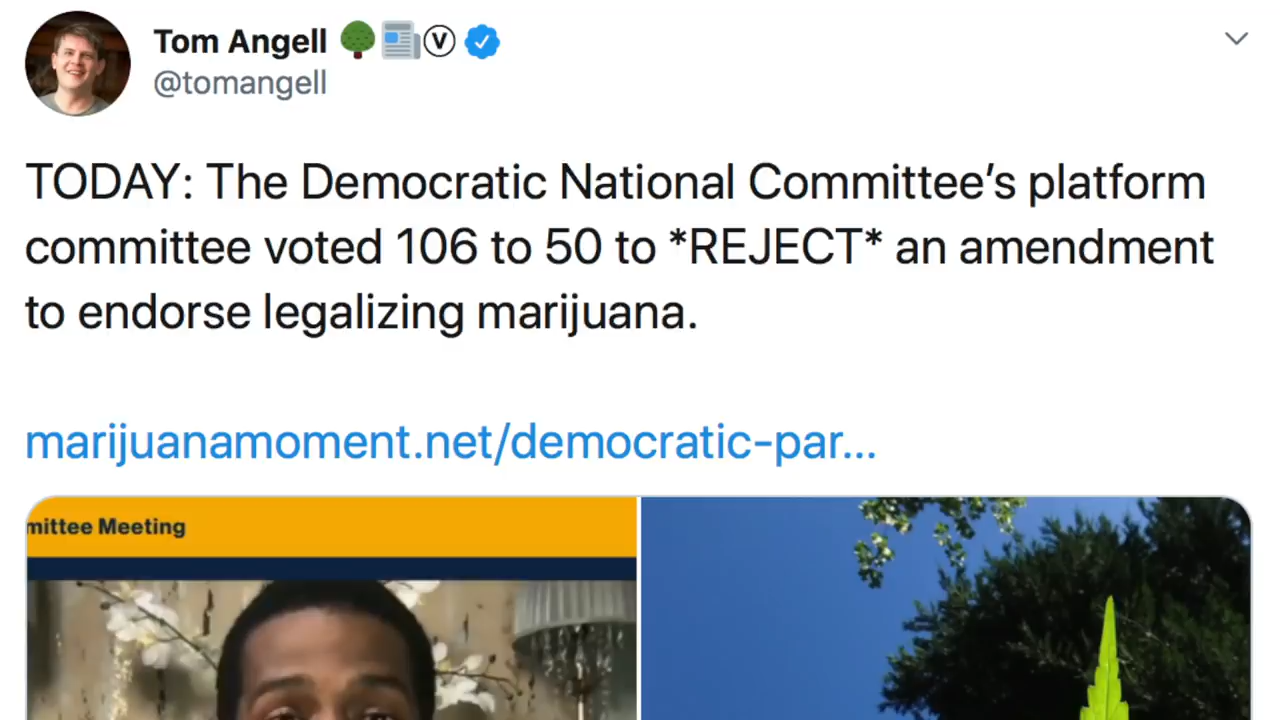 Tom Angell 🌳📰Ⓥ
@tomangell
TODAY: The Democratic National Committee’s platform
committee voted 106 to 50 to *REJECT* an amendment
to endorse legalizing marijuana.
marijuanamoment.net/democratic-par...
mittee Meeting